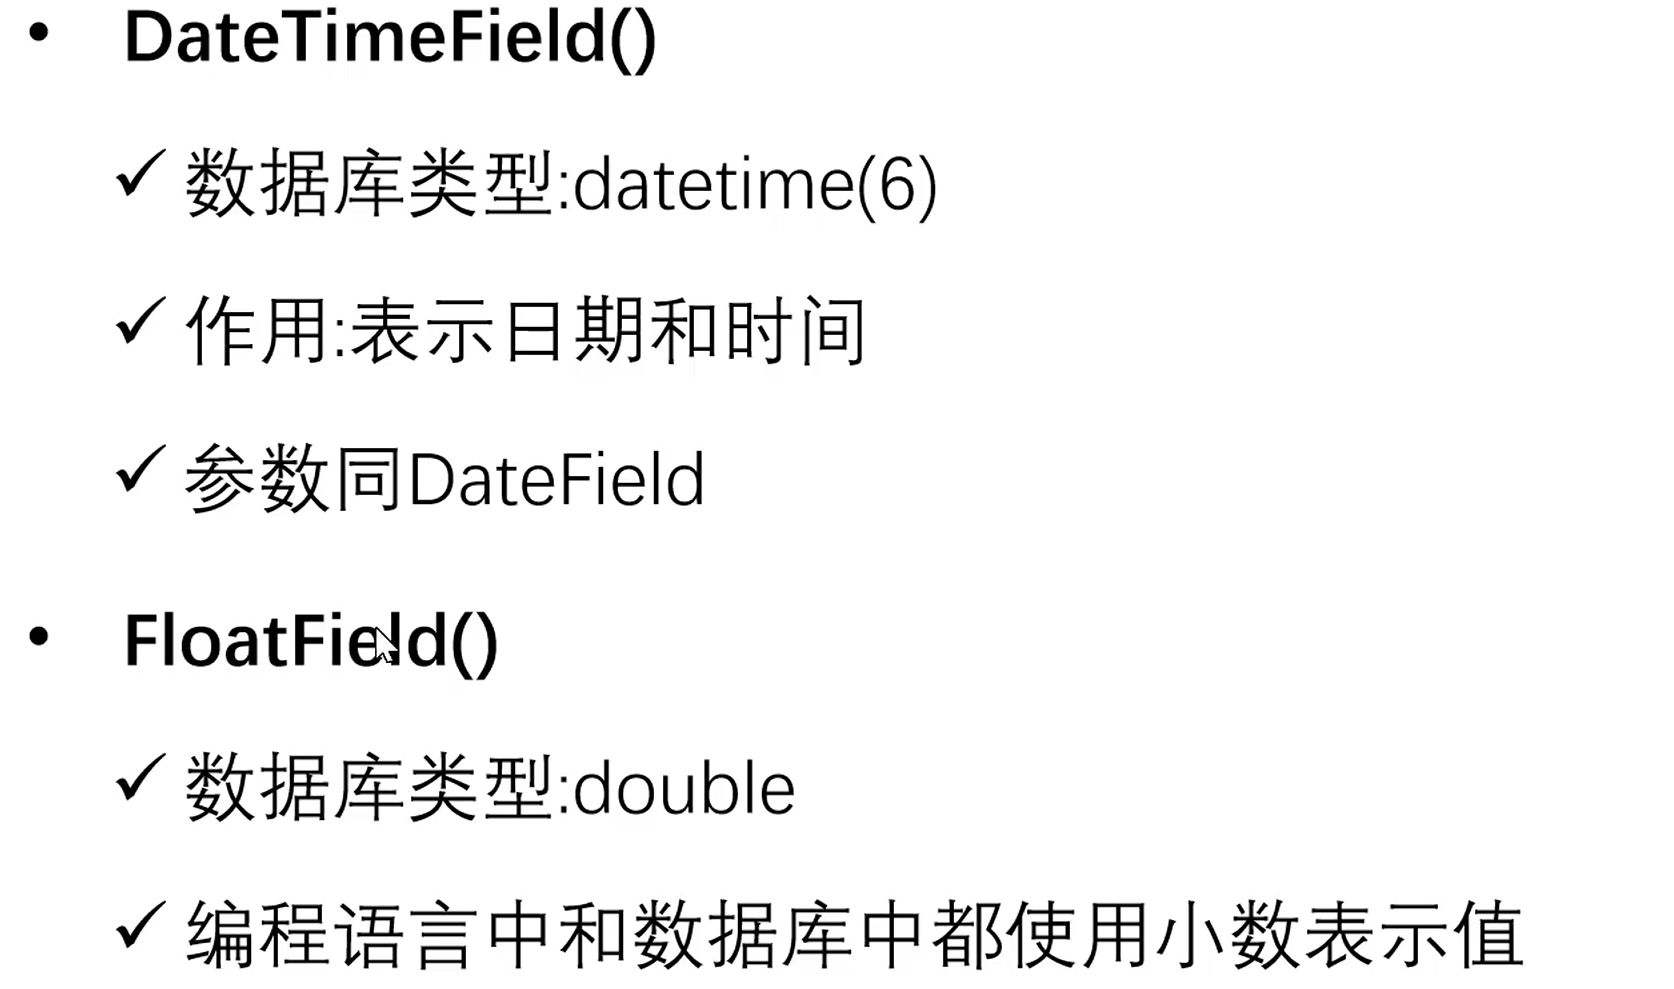 • DateTimeField()
✓ 数据库类型:datetime(6)
✓ 作用:表示日期和时间
✓ 参数同DateField
• FloatField()
✓ 数据库类型:double
✓ 编程语言中和数据库中都使用小数表示值